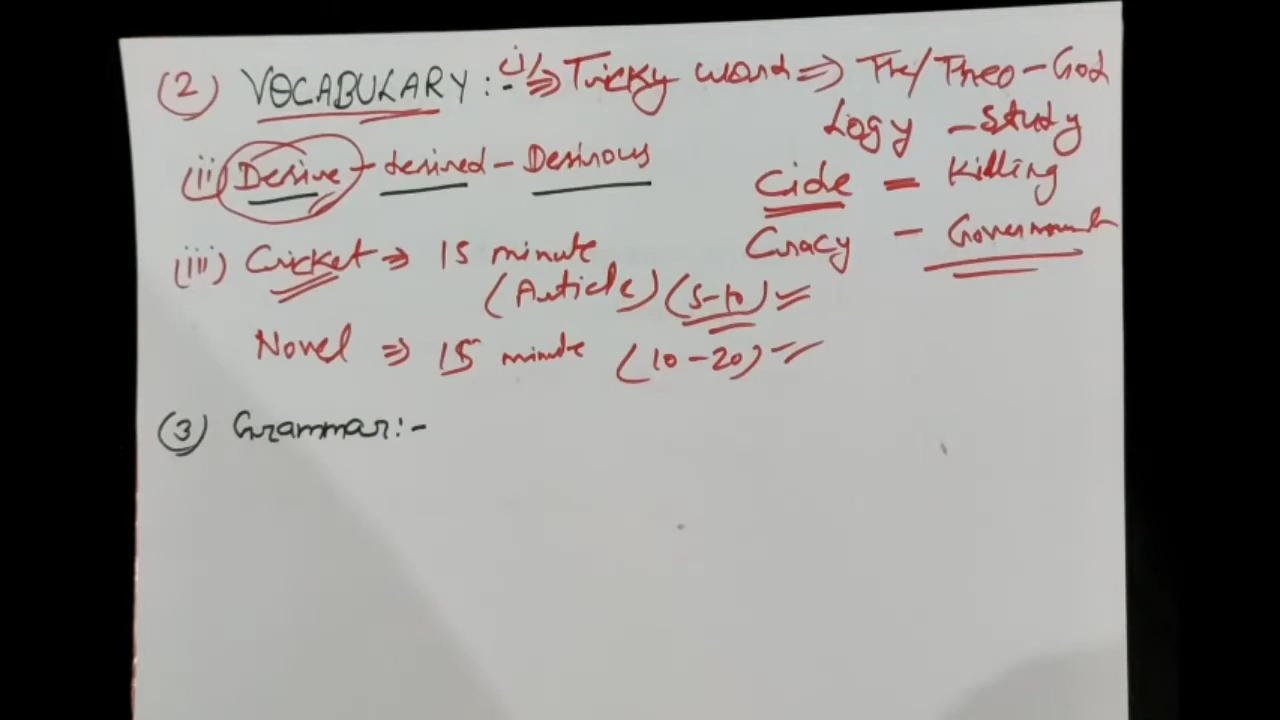 (2) VOCABULARY :- (i) ⇒ Tricky word ⇒ The/Theo - God
Logy - Study
Cide = Killing
Cracy - Government
(ii) Desire - desired - Desirous
(iii) Cricket ⇒ 15 minute
(Article) (5-10) =
Novel ⇒ 15 minute (10-20) =
(3) Grammar :-